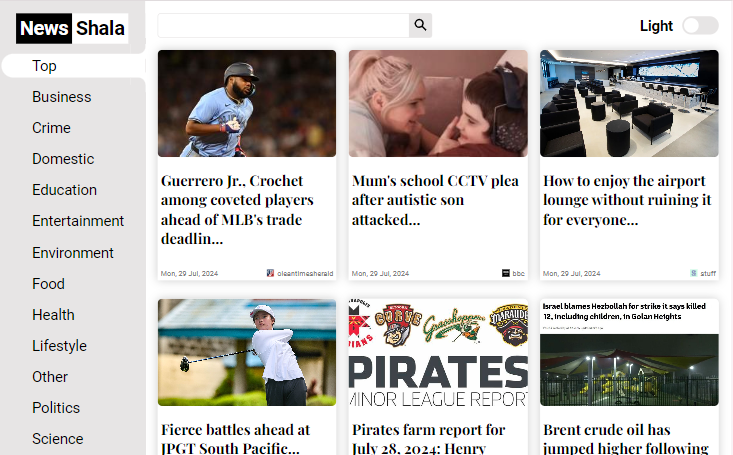 News Shala
Light
Top
Business
Crime
Domestic
Education
Entertainment
Environment
Food
Health
Lifestyle
Other
Politics
Science
Guerrero Jr., Crochet
among coveted players
ahead of MLB's trade
deadlin...
Mon, 29 Jul, 2024
oleantimesherald
Mum's school CCTV plea
after autistic son
attacked...
Mon, 29 Jul, 2024
bbc
How to enjoy the airport
lounge without ruining it
for everyone...
Mon, 29 Jul, 2024
stuff
Fierce battles ahead at
JPGT South Pacific...
CURVE
Grasshoppers
MARAUDE
PIRATES
MINOR LEAGUE REPORT
Pirates farm report for
July 28, 2024: Henry
Israel blames Hezbollah for strike it says killed
12, including children, in Golan Heights
Brent crude oil has
jumped higher following